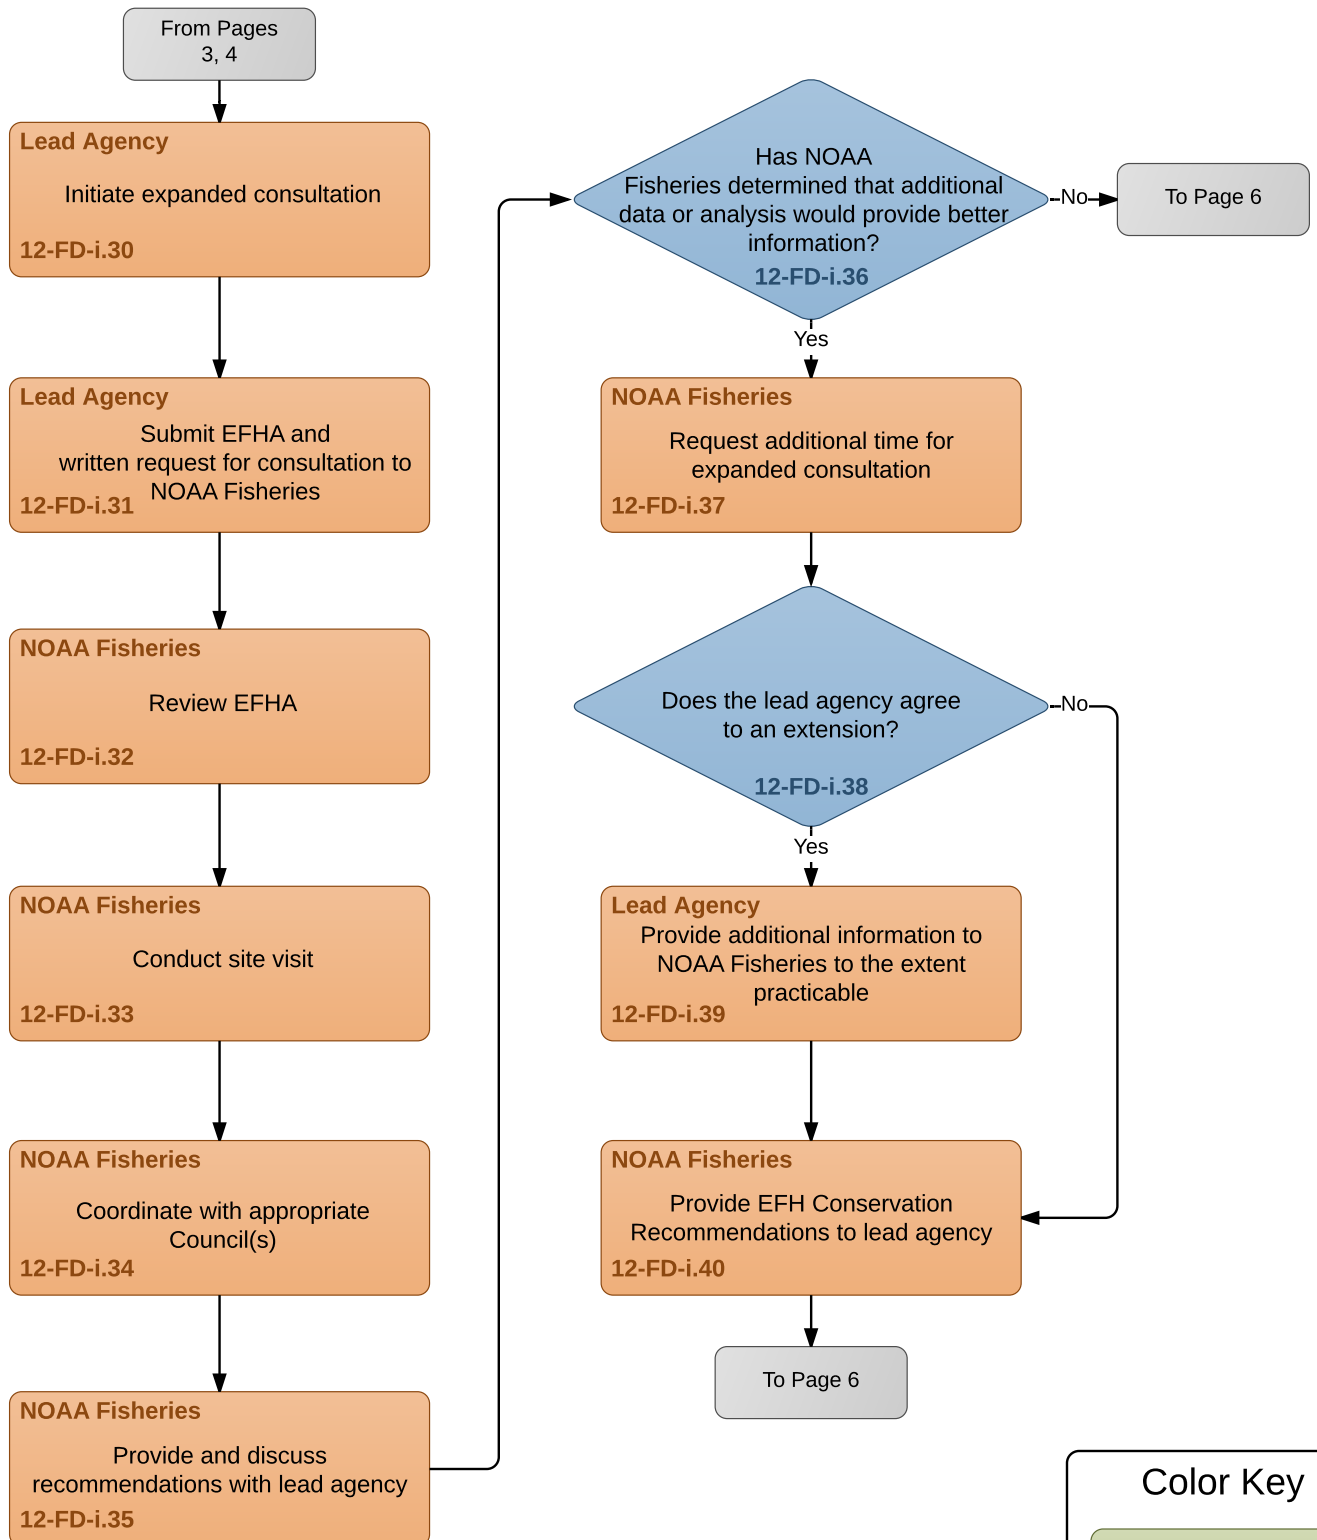 From Pages
3, 4
Lead Agency
Initiate expanded consultation
12-FD-i.30
Lead Agency
Submit EFHA and
written request for consultation to
NOAA Fisheries
12-FD-i.31
NOAA Fisheries
Review EFHA
12-FD-i.32
NOAA Fisheries
Conduct site visit
12-FD-i.33
NOAA Fisheries
Coordinate with appropriate
Council(s)
12-FD-i.34
NOAA Fisheries
Provide and discuss
recommendations with lead agency
12-FD-i.35
Has NOAA
Fisheries determined that additional
data or analysis would provide better
information?
12-FD-i.36
No
To Page 6
Yes
NOAA Fisheries
Request additional time for
expanded consultation
12-FD-i.37
Does the lead agency agree
to an extension?
12-FD-i.38
No
Yes
Lead Agency
Provide additional information to
NOAA Fisheries to the extent
practicable
12-FD-i.39
NOAA Fisheries
Provide EFH Conservation
Recommendations to lead agency
12-FD-i.40
To Page 6
Color Key